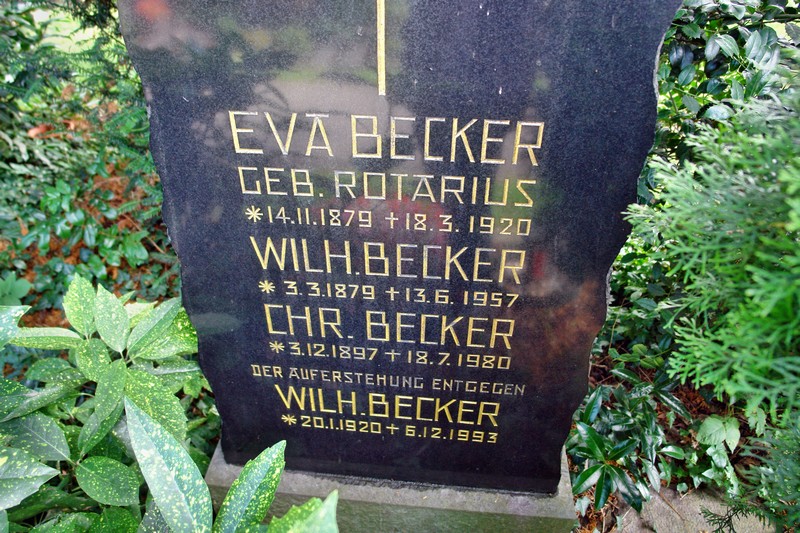 EVA BECKER
GEB. ROTARIUS
* 14.11.1879 + 18.3.1920
WILH. BECKER
* 3.3.1879 + 13.6.1957
CHR. BECKER
* 3.12.1897 + 18.7.1980
DER AUFERSTEHUNG ENTGEGEN
WILH. BECKER
* 20.1.1920 + 6.12.1993